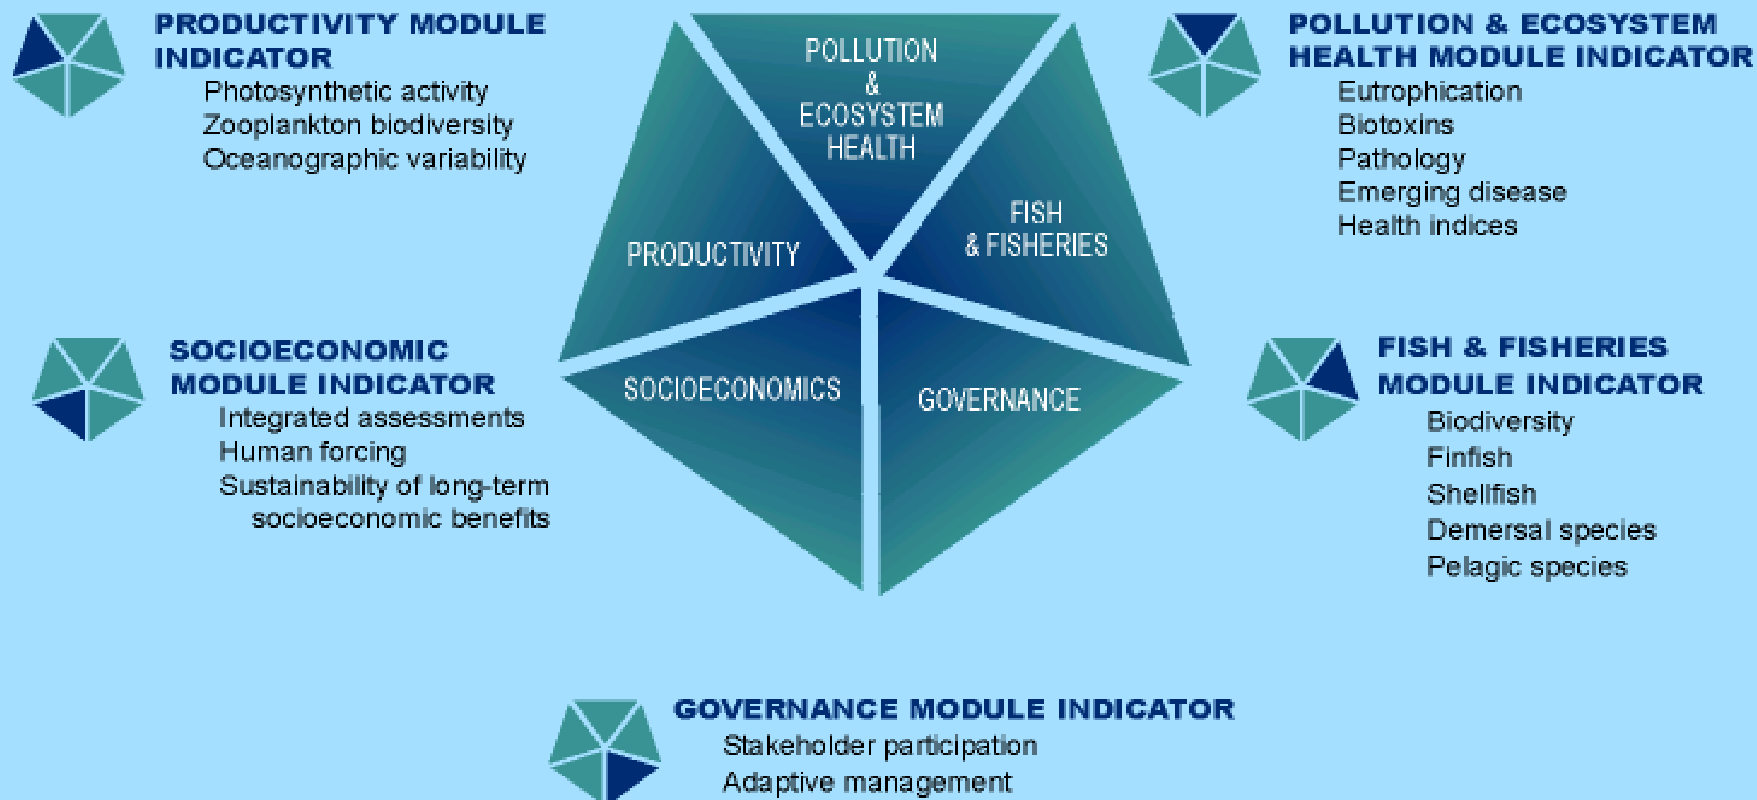 PRODUCTIVITY MODULE
INDICATOR
Photosynthetic activity
Zooplankton biodiversity
Oceanographic variability
POLLUTION
&
ECOSYSTEM
HEALTH
FISH
& FISHERIES
PRODUCTIVITY
SOCIOECONOMICS
GOVERNANCE
POLLUTION & ECOSYSTEM
HEALTH MODULE INDICATOR
Eutrophication
Biotoxins
Pathology
Emerging disease
Health indices
SOCIOECONOMIC
MODULE INDICATOR
Integrated assessments
Human forcing
Sustainability of long-term
socioeconomic benefits
FISH & FISHERIES
MODULE INDICATOR
Biodiversity
Finfish
Shellfish
Demersal species
Pelagic species
GOVERNANCE MODULE INDICATOR
Stakeholder participation
Adaptive management